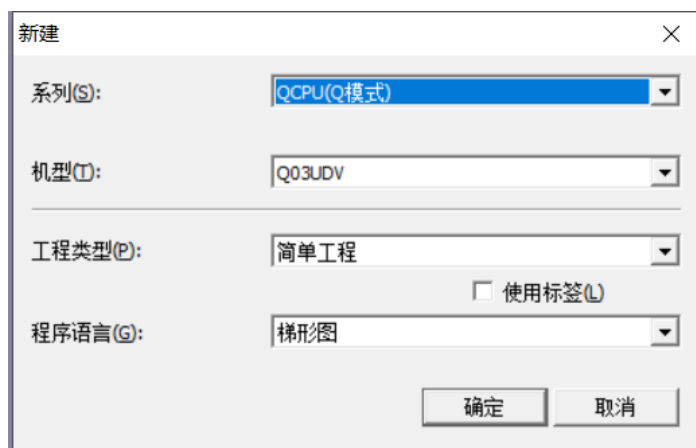 新建
系列(S): QCPU(Q模式)
机型(T): Q03UDV
工程类型(P): 简单工程
使用标签(L)
程序语言(G): 梯形图
确定 取消